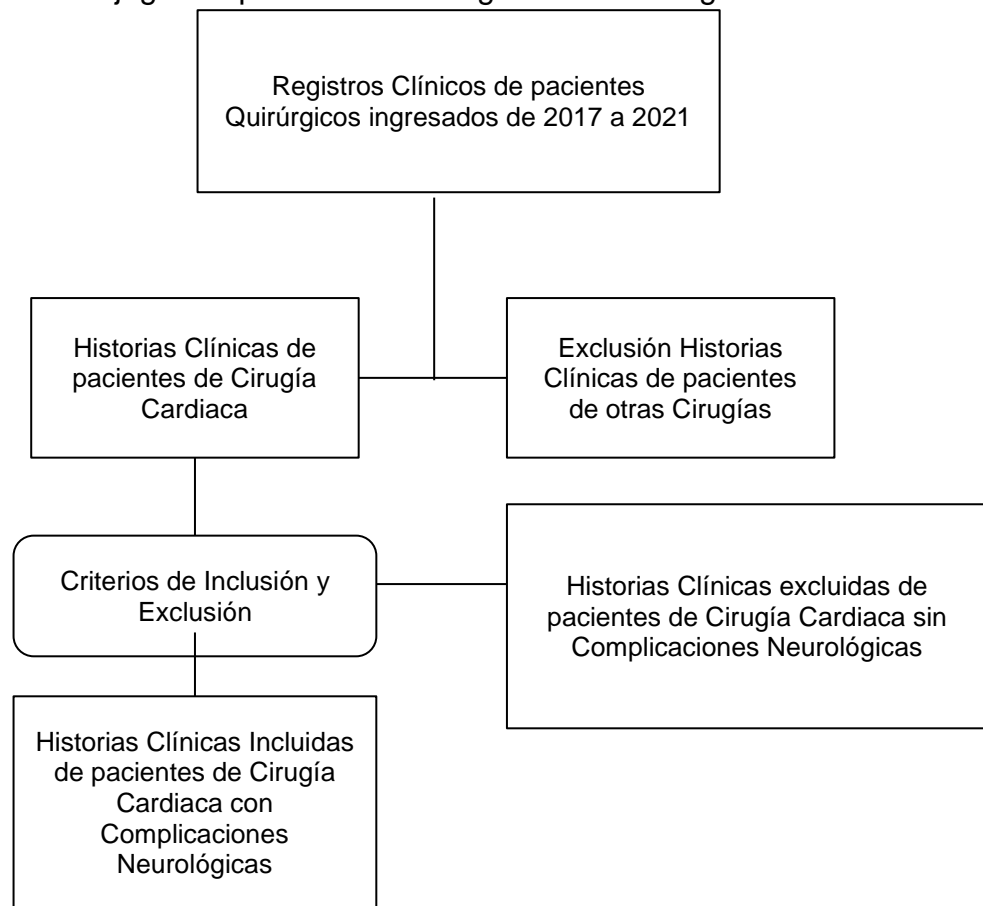 Registros Clínicos de pacientes
Quirúrgicos ingresados de 2017 a 2021
Historias Clínicas de
pacientes de Cirugía
Cardiaca
Exclusión Historias
Clínicas de pacientes
de otras Cirugías
Criterios de Inclusión y
Exclusión
Historias Clínicas excluidas de
pacientes de Cirugía Cardiaca sin
Complicaciones Neurológicas
Historias Clínicas Incluidas
de pacientes de Cirugía
Cardiaca con
Complicaciones
Neurológicas